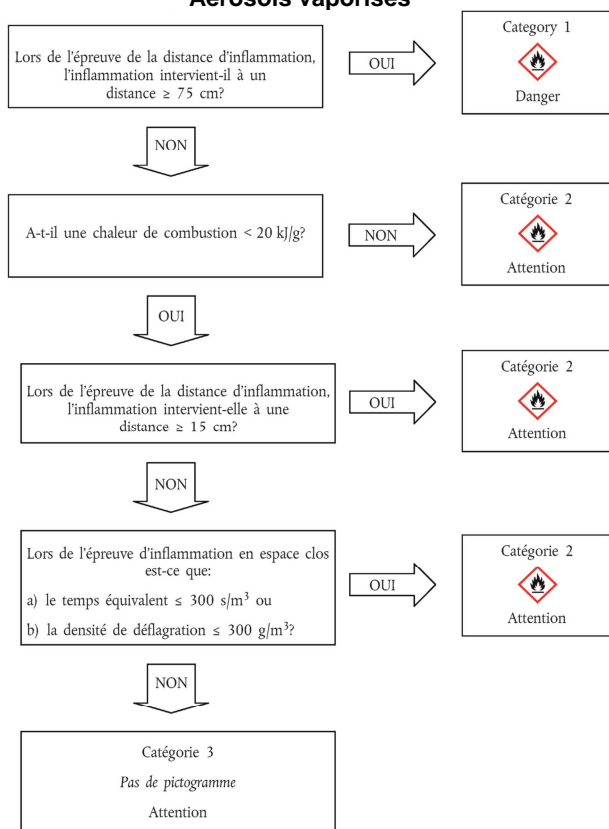 Aérosols vaporisés
Lors de l'épreuve de la distance d'inflammation,
l'inflammation intervient-il à un
distance ≥ 75 cm?
OUI
Category 1
Danger
NON
A-t-il une chaleur de combustion < 20 kJ/g?
NON
Catégorie 2
Attention
OUI
Lors de l'épreuve de la distance d'inflammation,
l'inflammation intervient-elle à une
distance ≥ 15 cm?
OUI
Catégorie 2
Attention
NON
Lors de l'épreuve d'inflammation en espace clos
est-ce que:
a) le temps équivalent ≤ 300 s/m³ ou
b) la densité de déflagration ≤ 300 g/m³?
OUI
Catégorie 2
Attention
NON
Catégorie 3
Pas de pictogramme
Attention